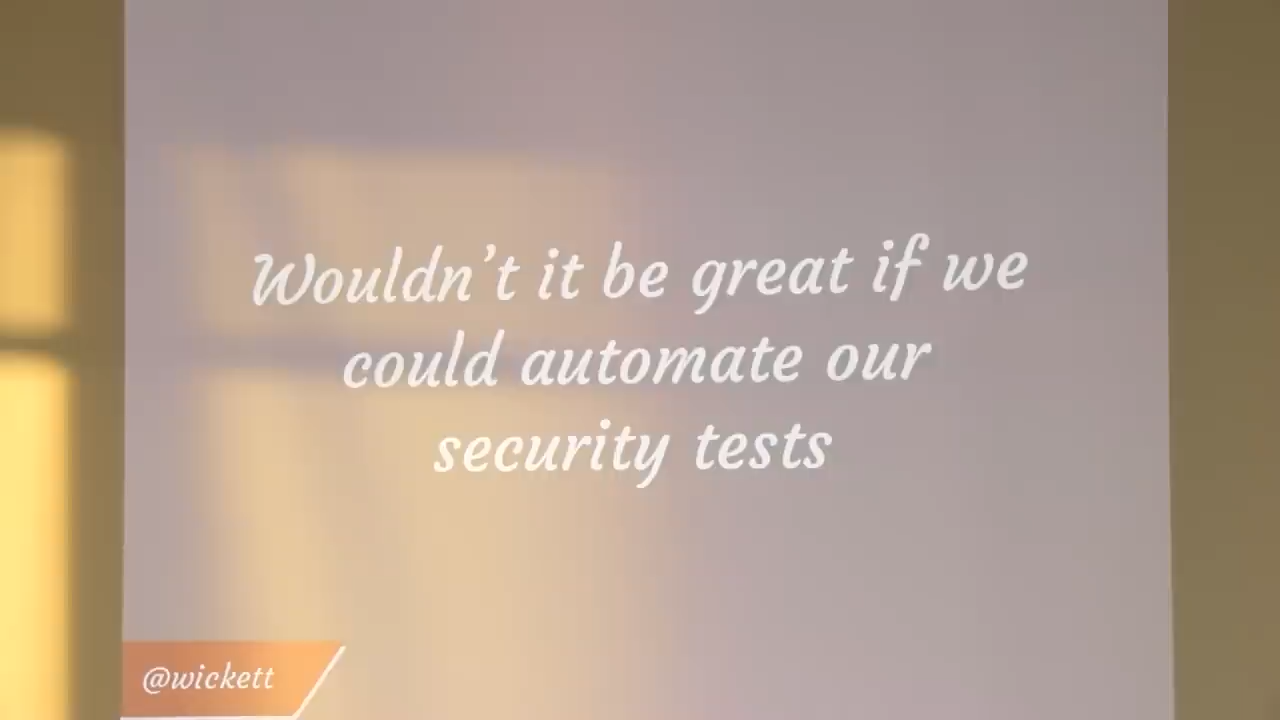 Wouldn’t it be great if we
could automate our
security tests
@wickett